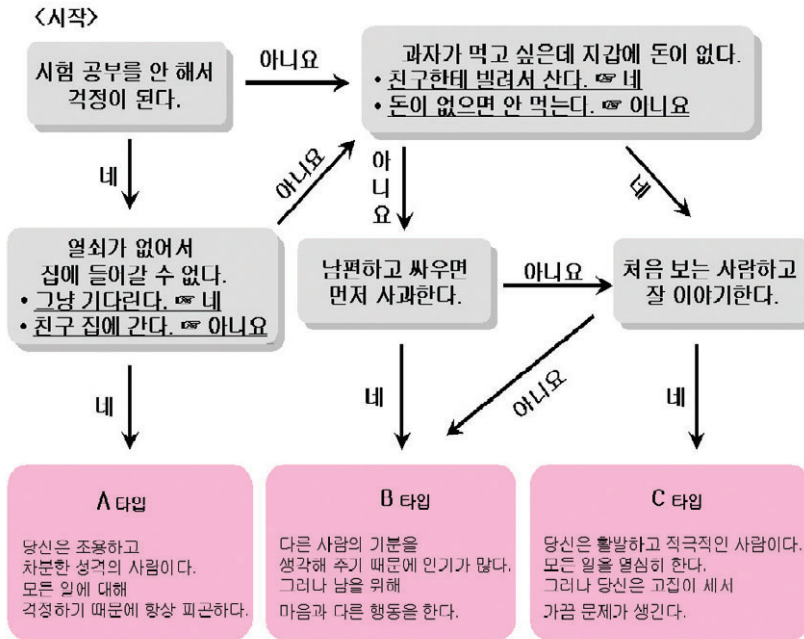 <시작>
시험 공부를 안 해서
걱정이 된다.
아니요
과자가 먹고 싶은데 지갑에 돈이 없다.
• 친구한테 빌려서 산다. ☞ 네
• 돈이 없으면 안 먹는다. ☞ 아니요
네
아니요
아니요
네
열쇠가 없어서
집에 들어갈 수 없다.
• 그냥 기다린다. ☞ 네
• 친구 집에 간다. ☞ 아니요
남편하고 싸우면
먼저 사과한다.
아니요
처음 보는 사람하고
잘 이야기한다.
네
네
아니요
네
A 타입
당신은 조용하고
차분한 성격의 사람이다.
모든 일에 대해
걱정하기 때문에 항상 피곤하다.
B 타입
다른 사람의 기분을
생각해 주기 때문에 인기가 많다.
그러나 남을 위해
마음과 다른 행동을 한다.
C 타입
당신은 활발하고 적극적인 사람이다.
모든 일을 열심히 한다.
그러나 당신은 고집이 세서
가끔 문제가 생긴다.